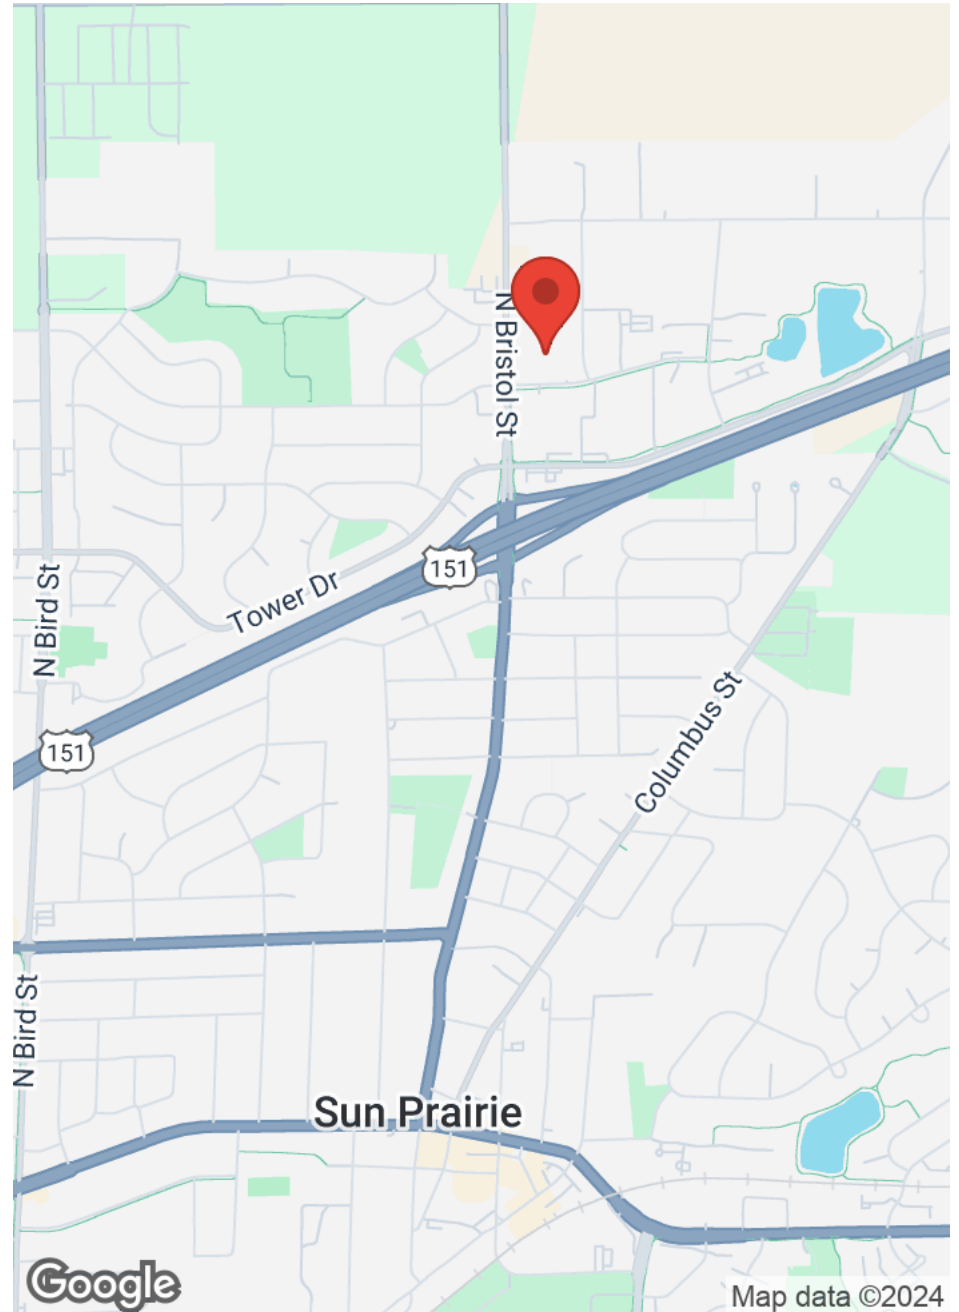 N Bristol St
151
Tower Dr
N Bird St
Columbus St
151
N Bird St
Sun Prairie
Google
Map data ©2024